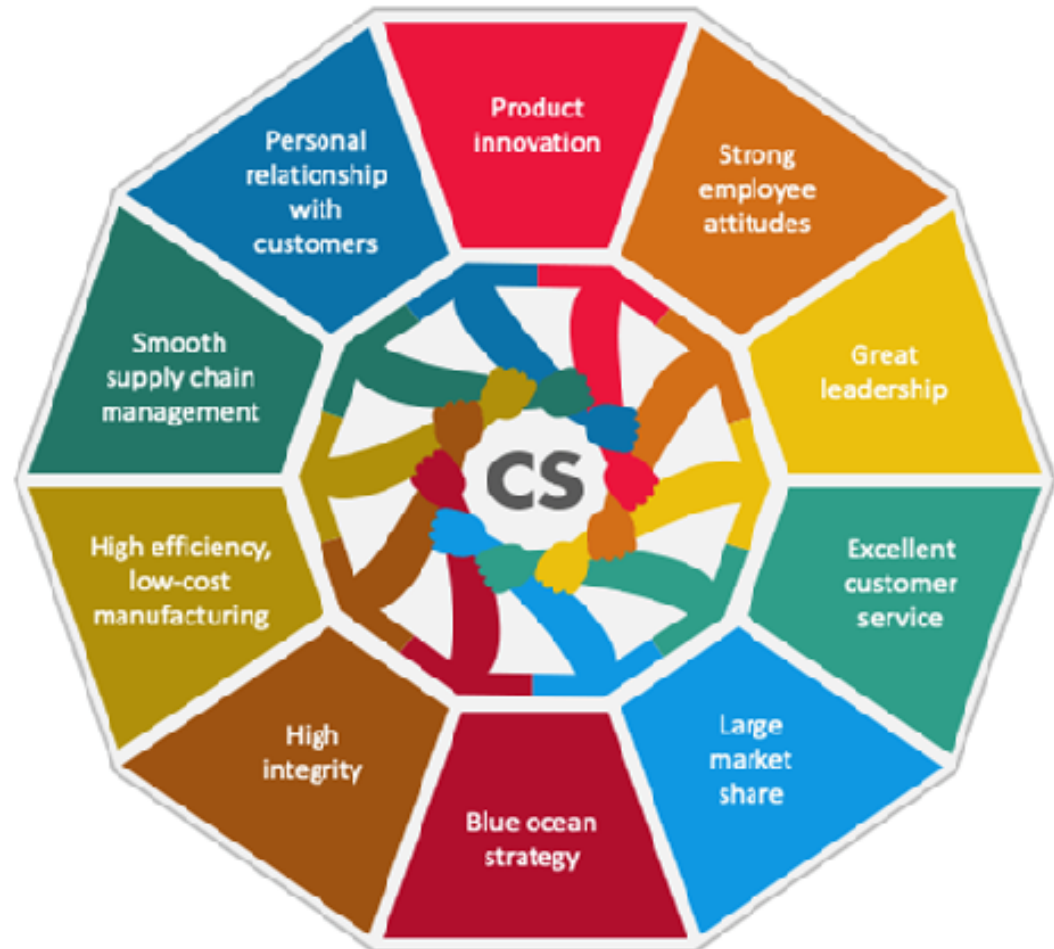 Product
innovation
Strong
employee
attitudes
Great
leadership
Excellent
customer
service
Large
market
share
Blue ocean
strategy
High
integrity
High efficiency,
low-cost
manufacturing
Smooth
supply chain
management
Personal
relationship
with
customers
CS